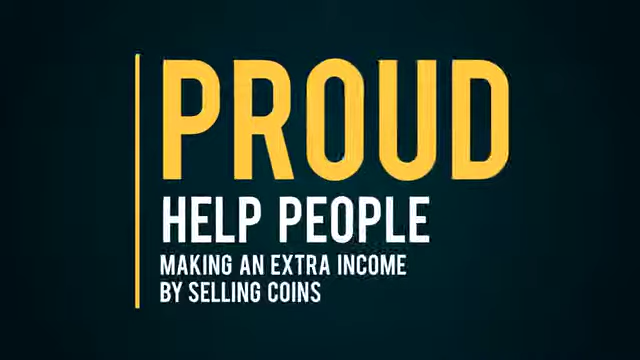 PROUD
HELP PEOPLE
MAKING AN EXTRA INCOME
BY SELLING COINS